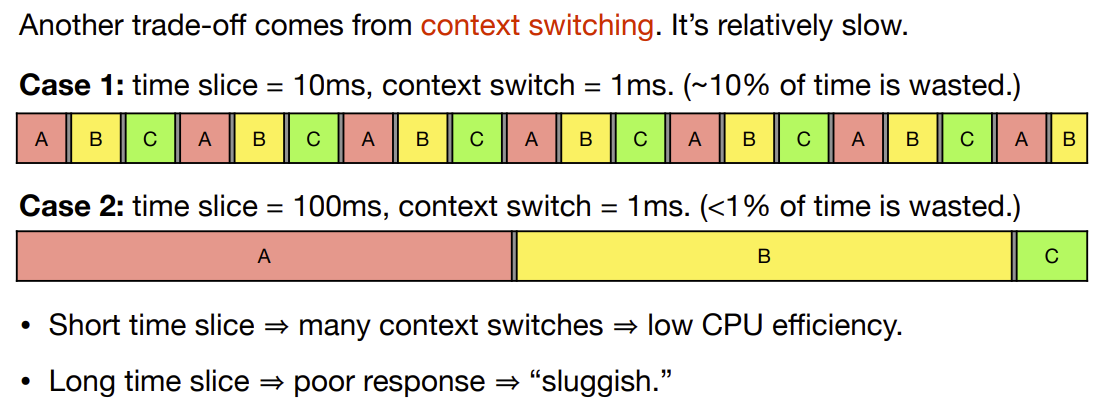 Another trade-off comes from context switching. It’s relatively slow.
Case 1: time slice = 10ms, context switch = 1ms. (~10% of time is wasted.)
A B C A B C A B C A B C A B C A B C A B
Case 2: time slice = 100ms, context switch = 1ms. (<1% of time is wasted.)
A B C
• Short time slice ⇒ many context switches ⇒ low CPU efficiency.
• Long time slice ⇒ poor response ⇒ “sluggish.”